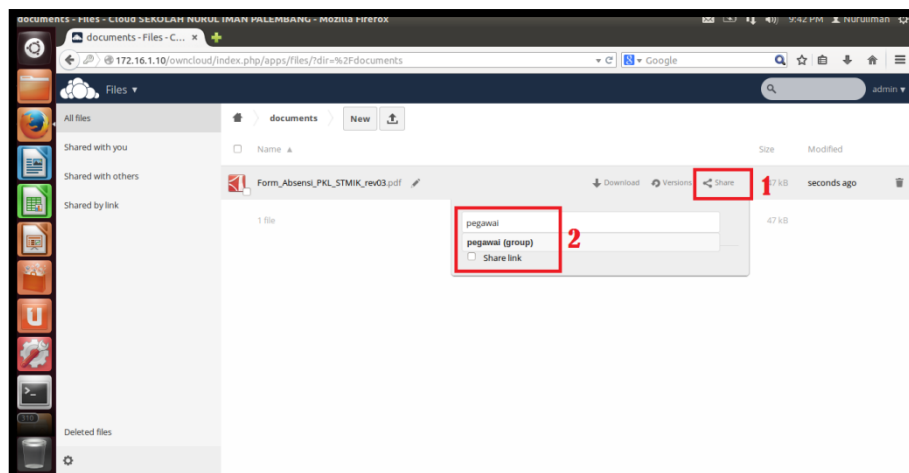 documents - Files - Cloud SEKOLAH NURUL IMAN PALEMBANG - Mozilla Firefox
9:42 PM Nuruliman
documents - Files - C...
172.16.1.10/owncloud/index.php/apps/files/?dir=%2Fdocuments
Google
Files
admin
All files
documents
New
Shared with you
Name
Size
Modified
Shared with others
Form_Absensi_PKL_STMIK_rev03.pdf
Download
Versions
Share
1
kB
seconds ago
Shared by link
1 file
47 kB
pegawai
pegawai (group)
2
Share link
Deleted files